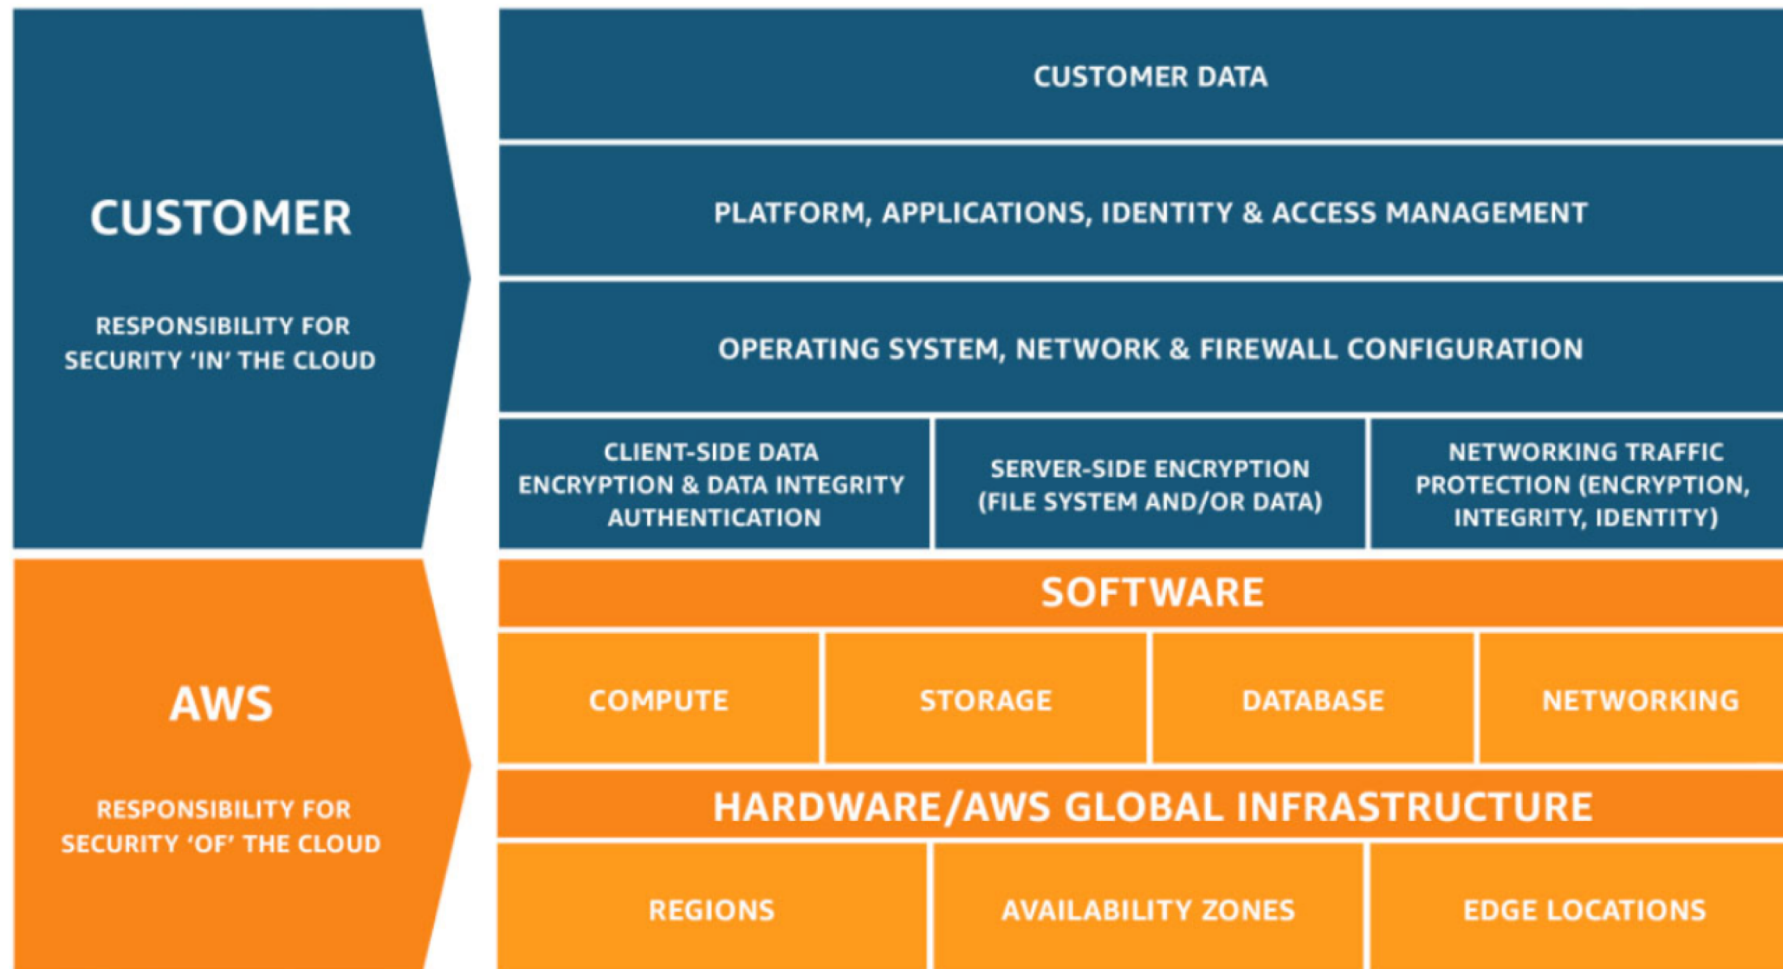 CUSTOMER
RESPONSIBILITY FOR
SECURITY ‘IN’ THE CLOUD
CUSTOMER DATA
PLATFORM, APPLICATIONS, IDENTITY & ACCESS MANAGEMENT
OPERATING SYSTEM, NETWORK & FIREWALL CONFIGURATION
CLIENT-SIDE DATA
ENCRYPTION & DATA INTEGRITY
AUTHENTICATION
SERVER-SIDE ENCRYPTION
(FILE SYSTEM AND/OR DATA)
NETWORKING TRAFFIC
PROTECTION (ENCRYPTION,
INTEGRITY, IDENTITY)
AWS
RESPONSIBILITY FOR
SECURITY ‘OF’ THE CLOUD
SOFTWARE
COMPUTE
STORAGE
DATABASE
NETWORKING
HARDWARE/AWS GLOBAL INFRASTRUCTURE
REGIONS
AVAILABILITY ZONES
EDGE LOCATIONS